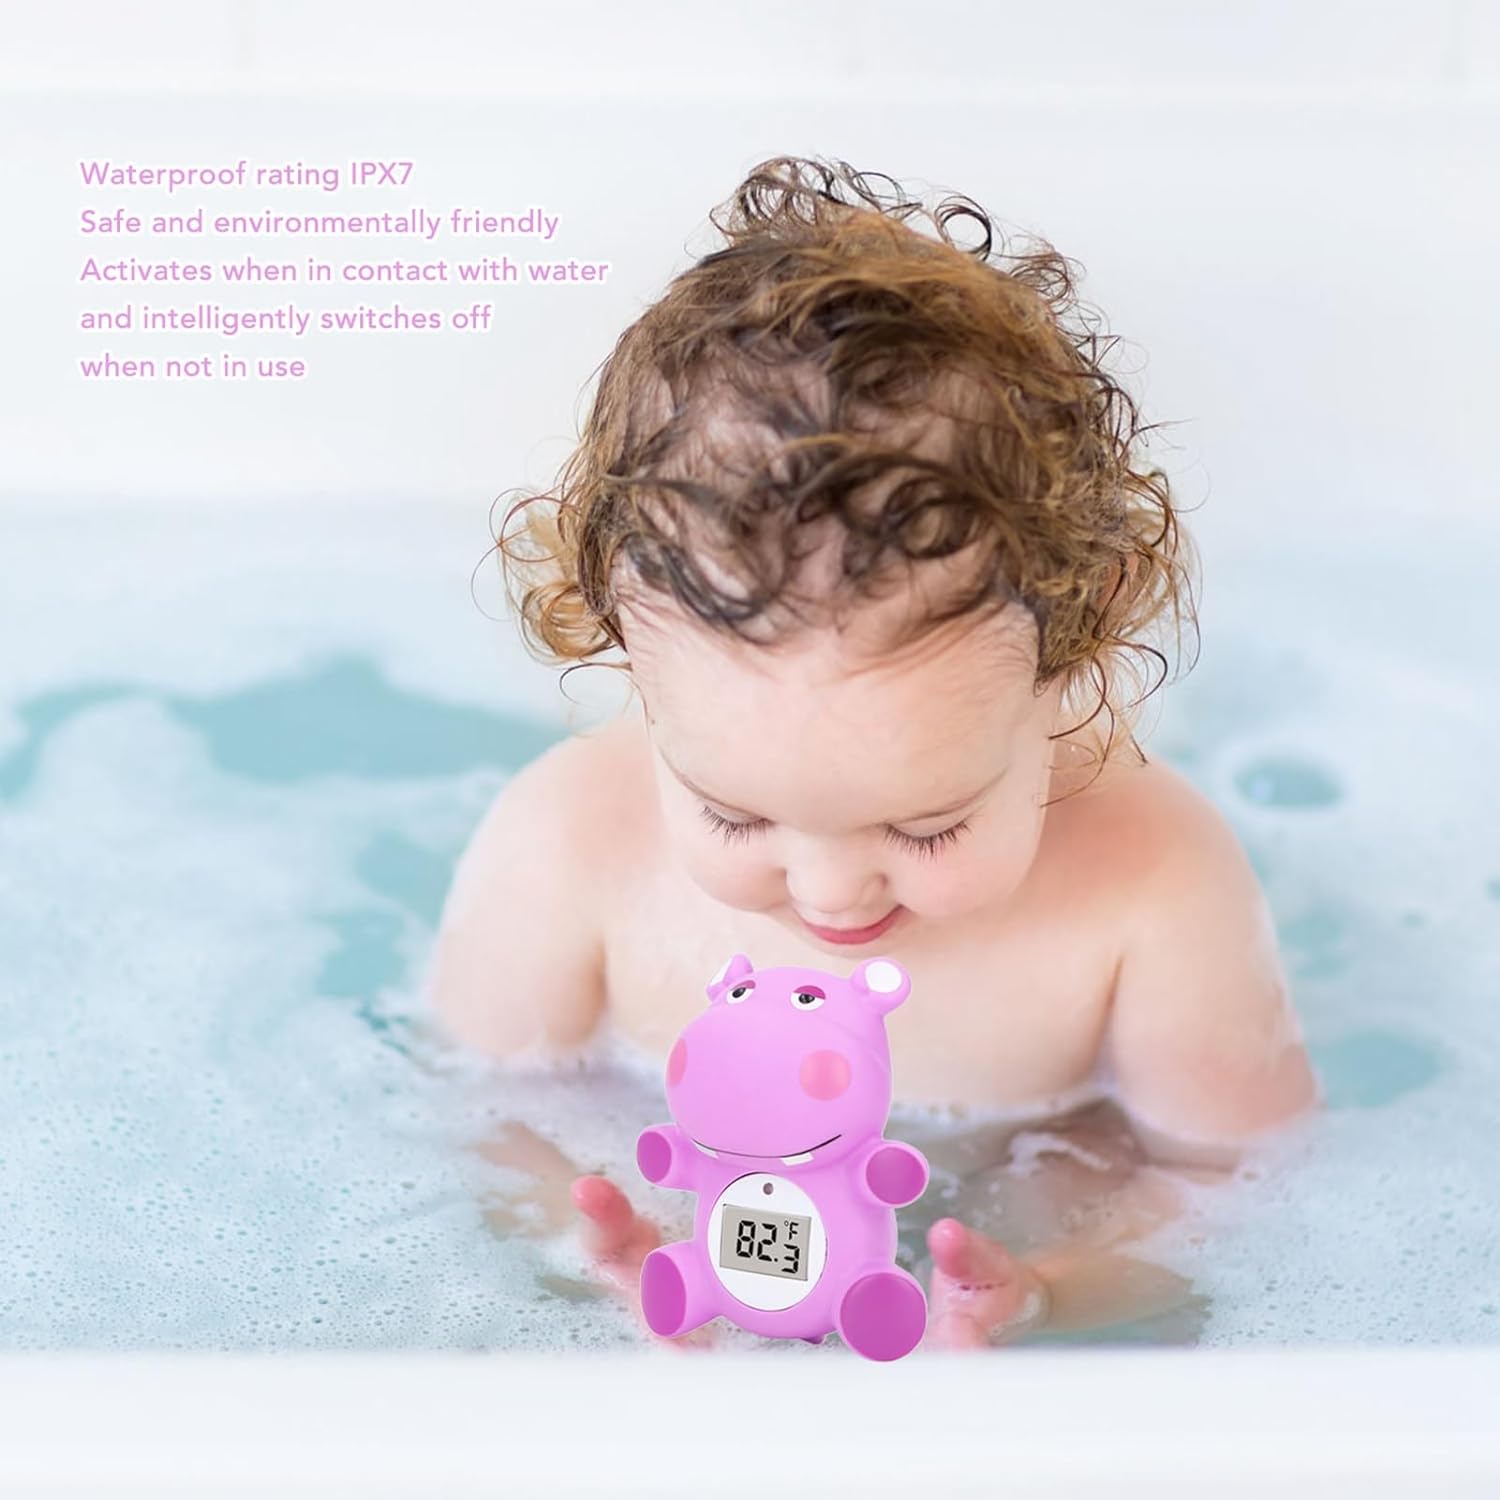 Waterproof rating IPX7
Safe and environmentally friendly
Activates when in contact with water
and intelligently switches off
when not in use
82.3 °F